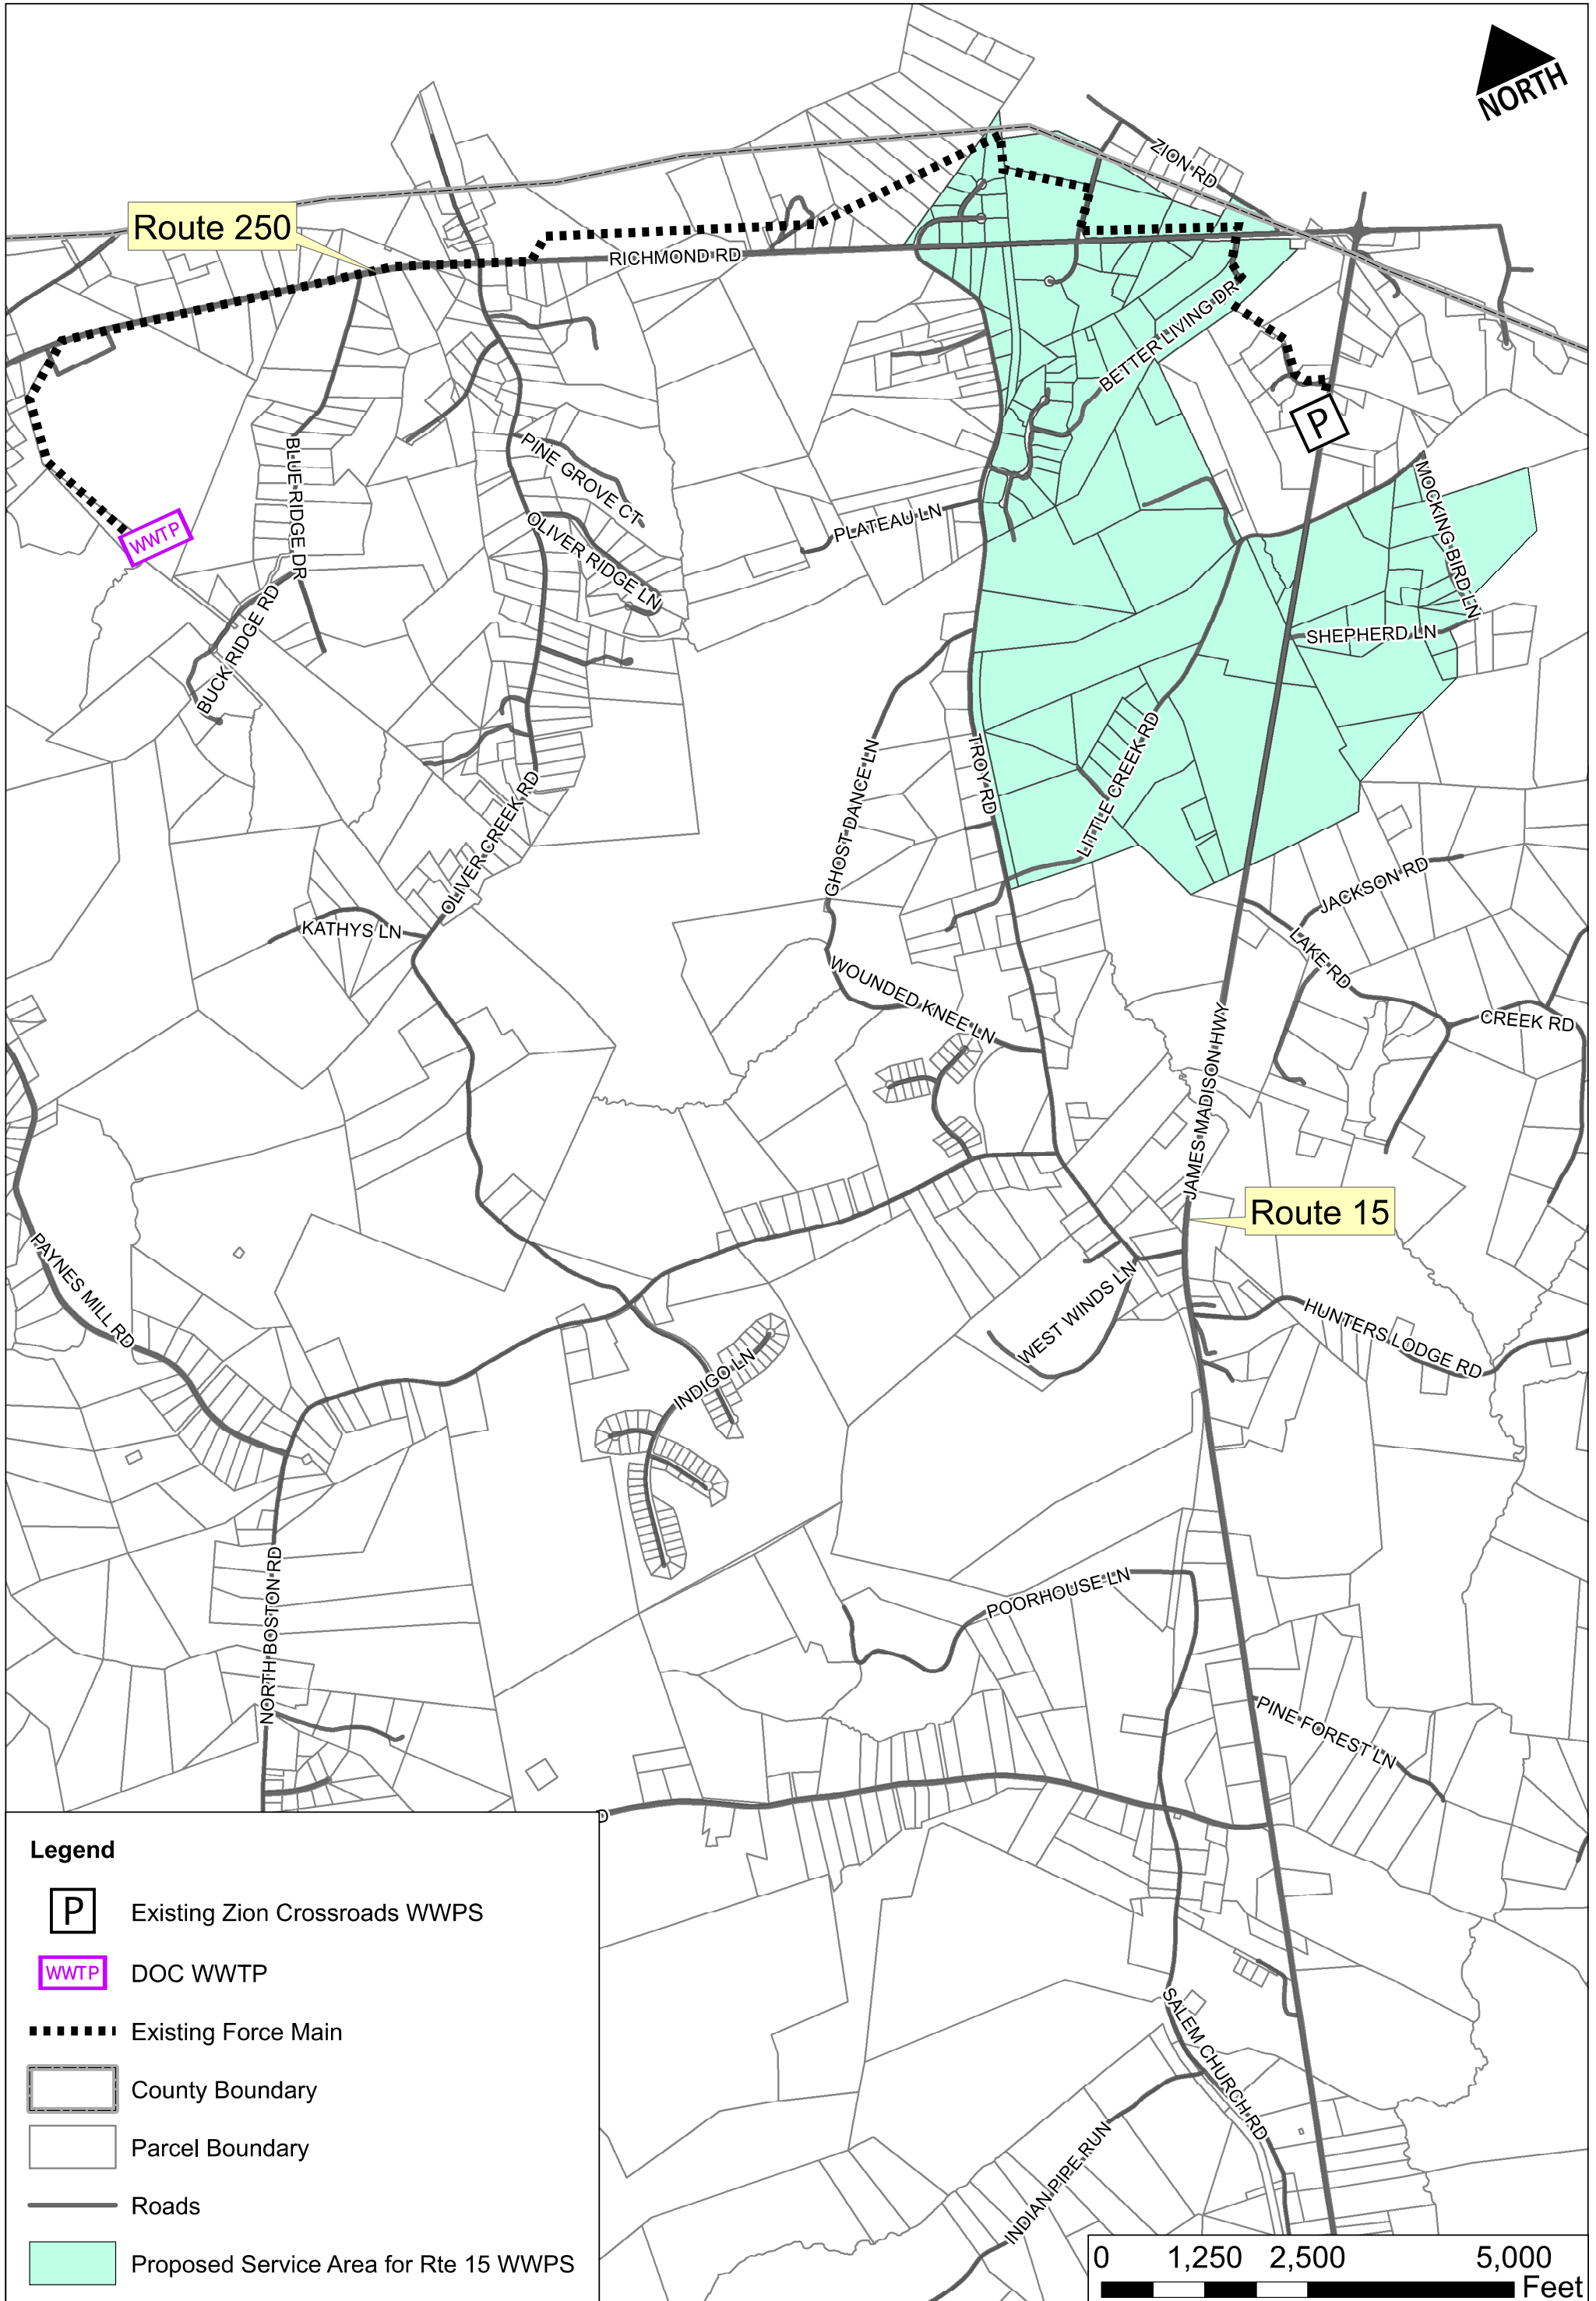 NORTH
ZION RD
Route 250
RICHMOND RD
BETTER LIVING DR
P
BLUE RIDGE DR
PINE GROVE CT
MOCKING BIRD LN
PLATEAU LN
OLIVER RIDGE LN
WWTP
BUCK RIDGE RD
SHEPHERD LN
TROY RD
GHOST DANCE LN
LITTLE CREEK RD
OLIVER CREEK RD
JACKSON RD
KATHYS LN
LAKE RD
WOUNDED KNEE LN
CREEK RD
JAMES MADISON HWY
Route 15
PAYNES MILL RD
WEST WINDS LN
HUNTERS LODGE RD
INDIGO LN
POORHOUSE LN
NORTH BOSTON RD
PINE FOREST LN
D
SALEM CHURCH RD
INDIAN PIPE RUN
Legend
P Existing Zion Crossroads WWPS
WWTP DOC WWTP
Existing Force Main
County Boundary
Parcel Boundary
Roads
Proposed Service Area for Rte 15 WWPS
0 1,250 2,500 5,000
Feet